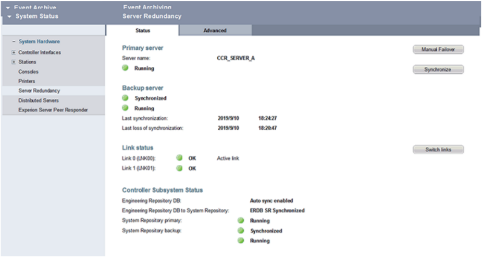 Event Archive
Event Archiving
System Status
Server Redundancy
Status
Advanced
System Hardware
Controller Interfaces
Stations
Consoles
Printers
Server Redundancy
Distributed Servers
Experion Server Peer Responder
Primary server
Manual Failover
Server name: CCR_SERVER_A
Running
Synchronize
Backup server
Synchronized
Running
Last synchronization: 2019/9/10 18:24:27
Last loss of synchronization: 2019/9/10 18:20:47
Link status
Switch links
Link 0 (LINK00): OK Active link
Link 1 (LINK01): OK
Controller Subsystem Status
Engineering Repository DB: Auto sync enabled
Engineering Repository DB to System Repository: ERDB SR Synchronized
System Repository primary: Running
System Repository backup: Synchronized
Running